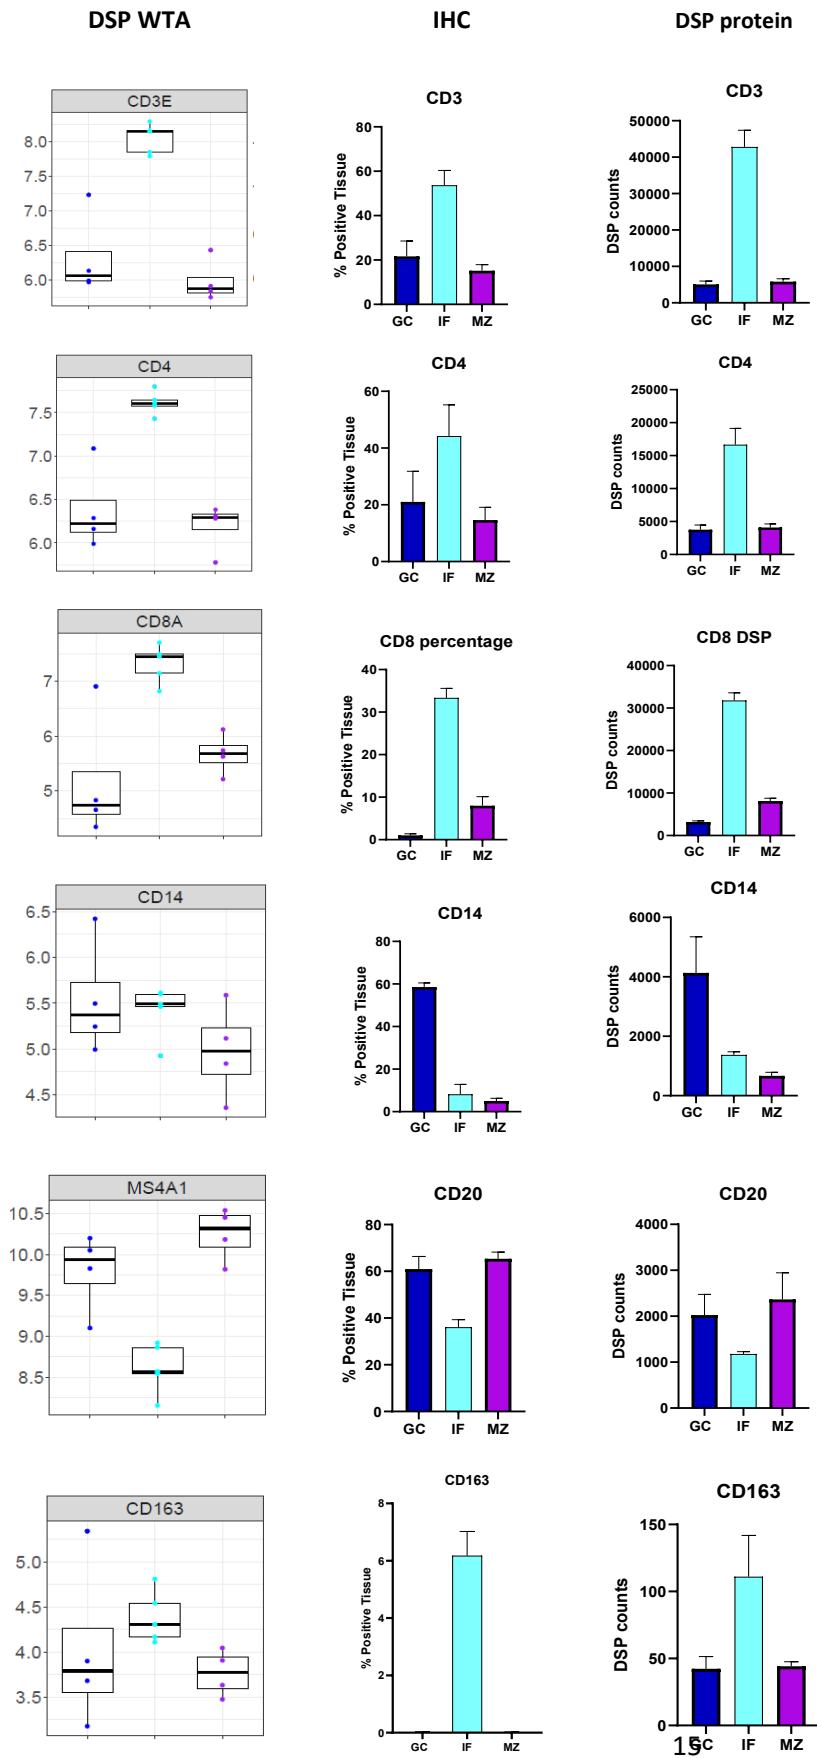 DSP WTA
IHC
DSP protein
CD3E
8.0
7.5
7.0
6.5
6.0
CD3
% Positive Tissue
80
60
40
20
0
GC IF MZ
CD3
DSP counts
50000
40000
30000
20000
10000
0
GC IF MZ
CD4
7.5
7.0
6.5
6.0
CD4
% Positive Tissue
60
40
20
0
GC IF MZ
CD4
DSP counts
25000
20000
15000
10000
5000
0
GC IF MZ
CD8A
7
6
5
CD8 percentage
% Positive Tissue
40
30
20
10
0
GC IF MZ
CD8 DSP
DSP counts
40000
30000
20000
10000
0
GC IF MZ
CD14
6.5
6.0
5.5
5.0
4.5
CD14
% Positive Tissue
80
60
40
20
0
GC IF MZ
CD14
DSP counts
6000
4000
2000
0
GC IF MZ
MS4A1
10.5
10.0
9.5
9.0
8.5
CD20
% Positive Tissue
80
60
40
20
0
GC IF MZ
CD20
DSP counts
4000
3000
2000
1000
0
GC IF MZ
CD163
5.0
4.5
4.0
3.5
CD163
% Positive Tissue
8
6
4
2
0
GC IF MZ
CD163
DSP counts
150
100
50
0
GC IF MZ
15